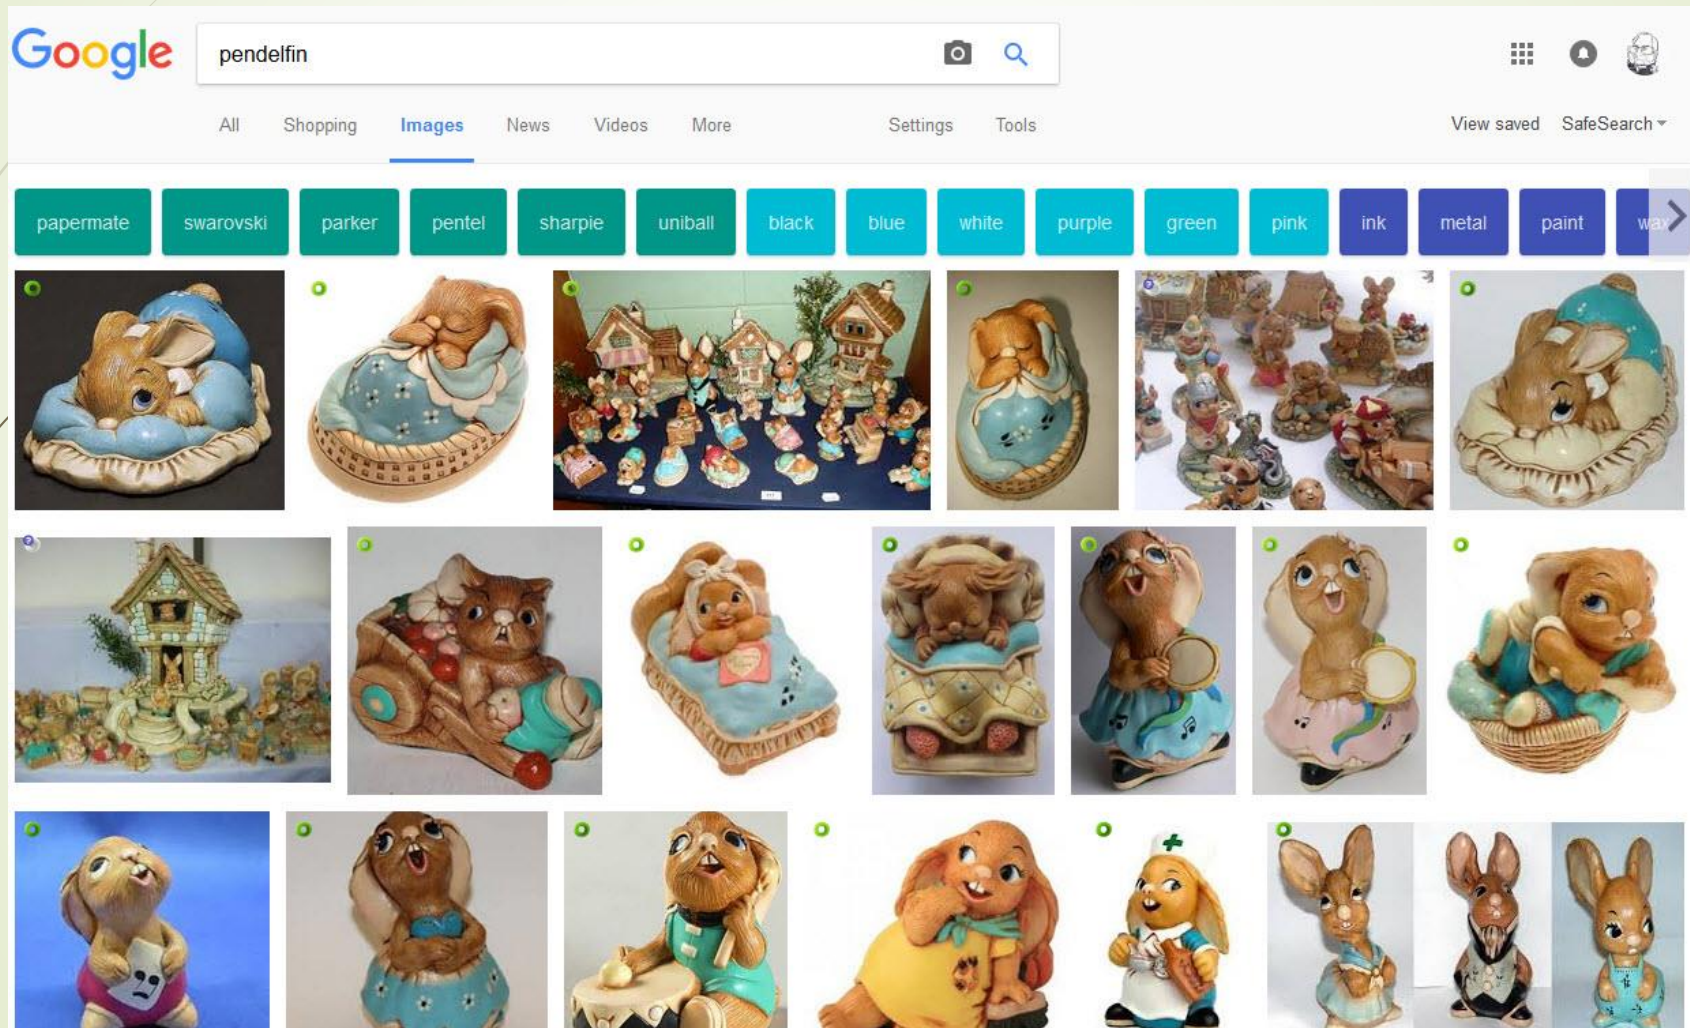 Google
pendelfin
All Shopping Images News Videos More Settings Tools
View saved SafeSearch
papermate swarovski parker pentel sharpie uniball black blue white purple green pink ink metal paint wax